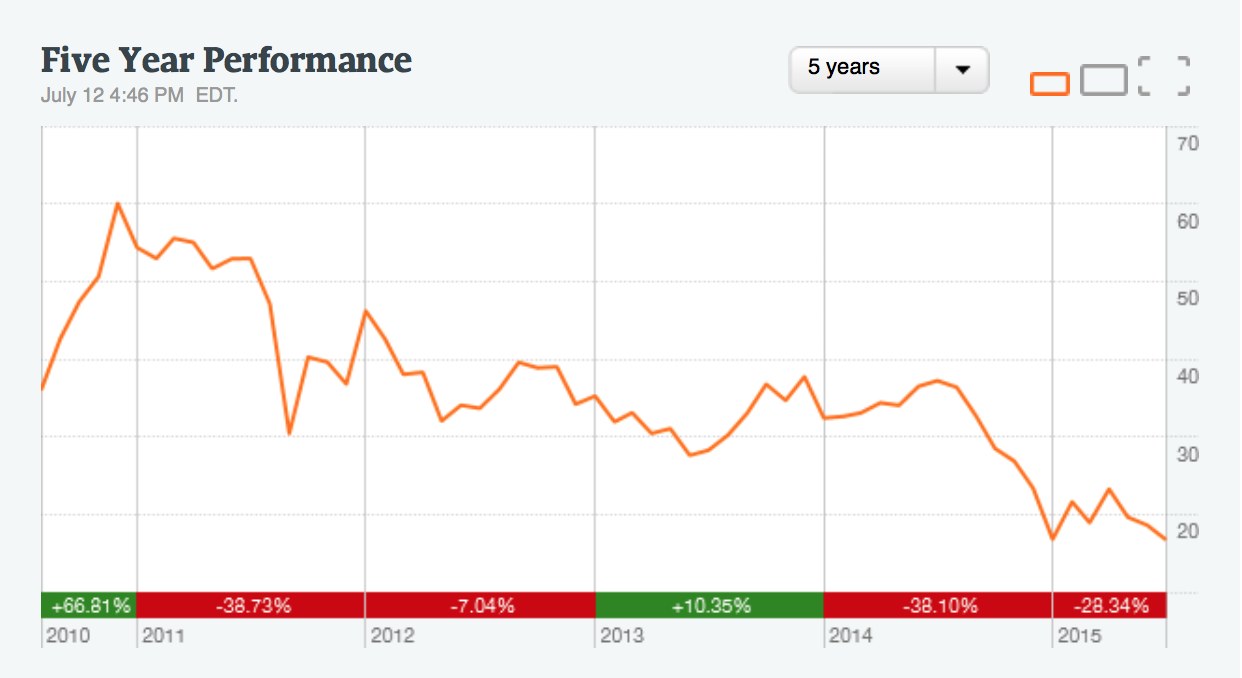 Five Year Performance
5 years
July 12 4:46 PM EDT.
70
60
50
40
30
20
+66.81% -38.73% -7.04% +10.35% -38.10% -28.34%
2010 2011 2012 2013 2014 2015